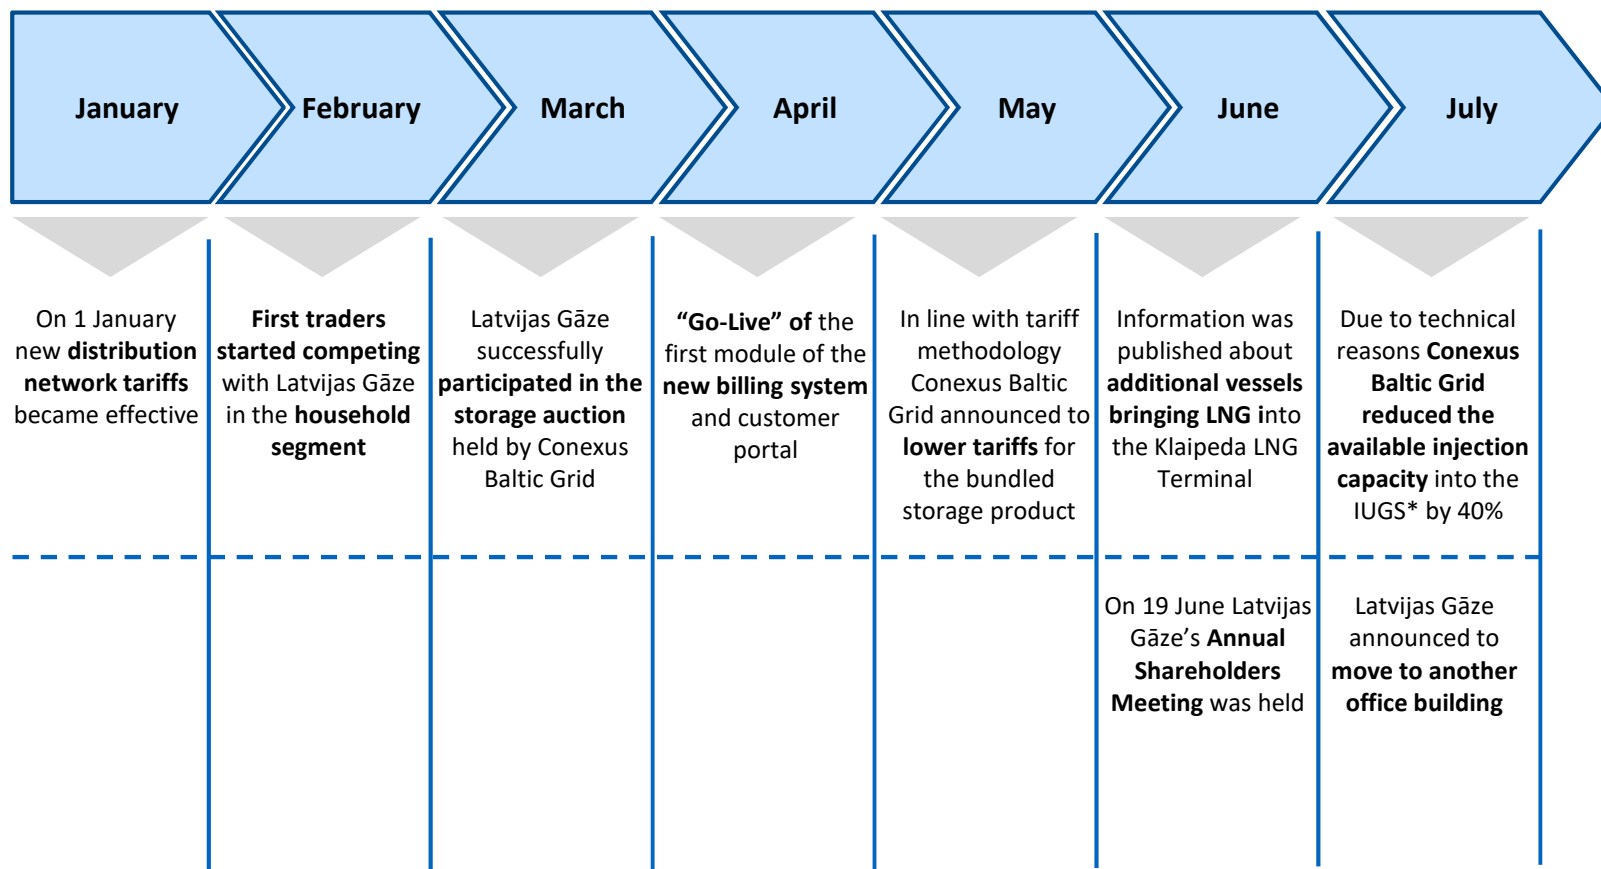 January
February
March
April
May
June
July
On 1 January
new distribution
network tariffs
became effective
First traders
started competing
with Latvijas Gāze
in the household
segment
Latvijas Gāze
successfully
participated in the
storage auction
held by Conexus
Baltic Grid
“Go-Live” of the
first module of the
new billing system
and customer
portal
In line with tariff
methodology
Conexus Baltic
Grid announced to
lower tariffs for
the bundled
storage product
Information was
published about
additional vessels
bringing LNG into
the Klaipeda LNG
Terminal
Due to technical
reasons Conexus
Baltic Grid
reduced the
available injection
capacity into the
IUGS* by 40%
On 19 June Latvijas
Gāze’s Annual
Shareholders
Meeting was held
Latvijas Gāze
announced to
move to another
office building